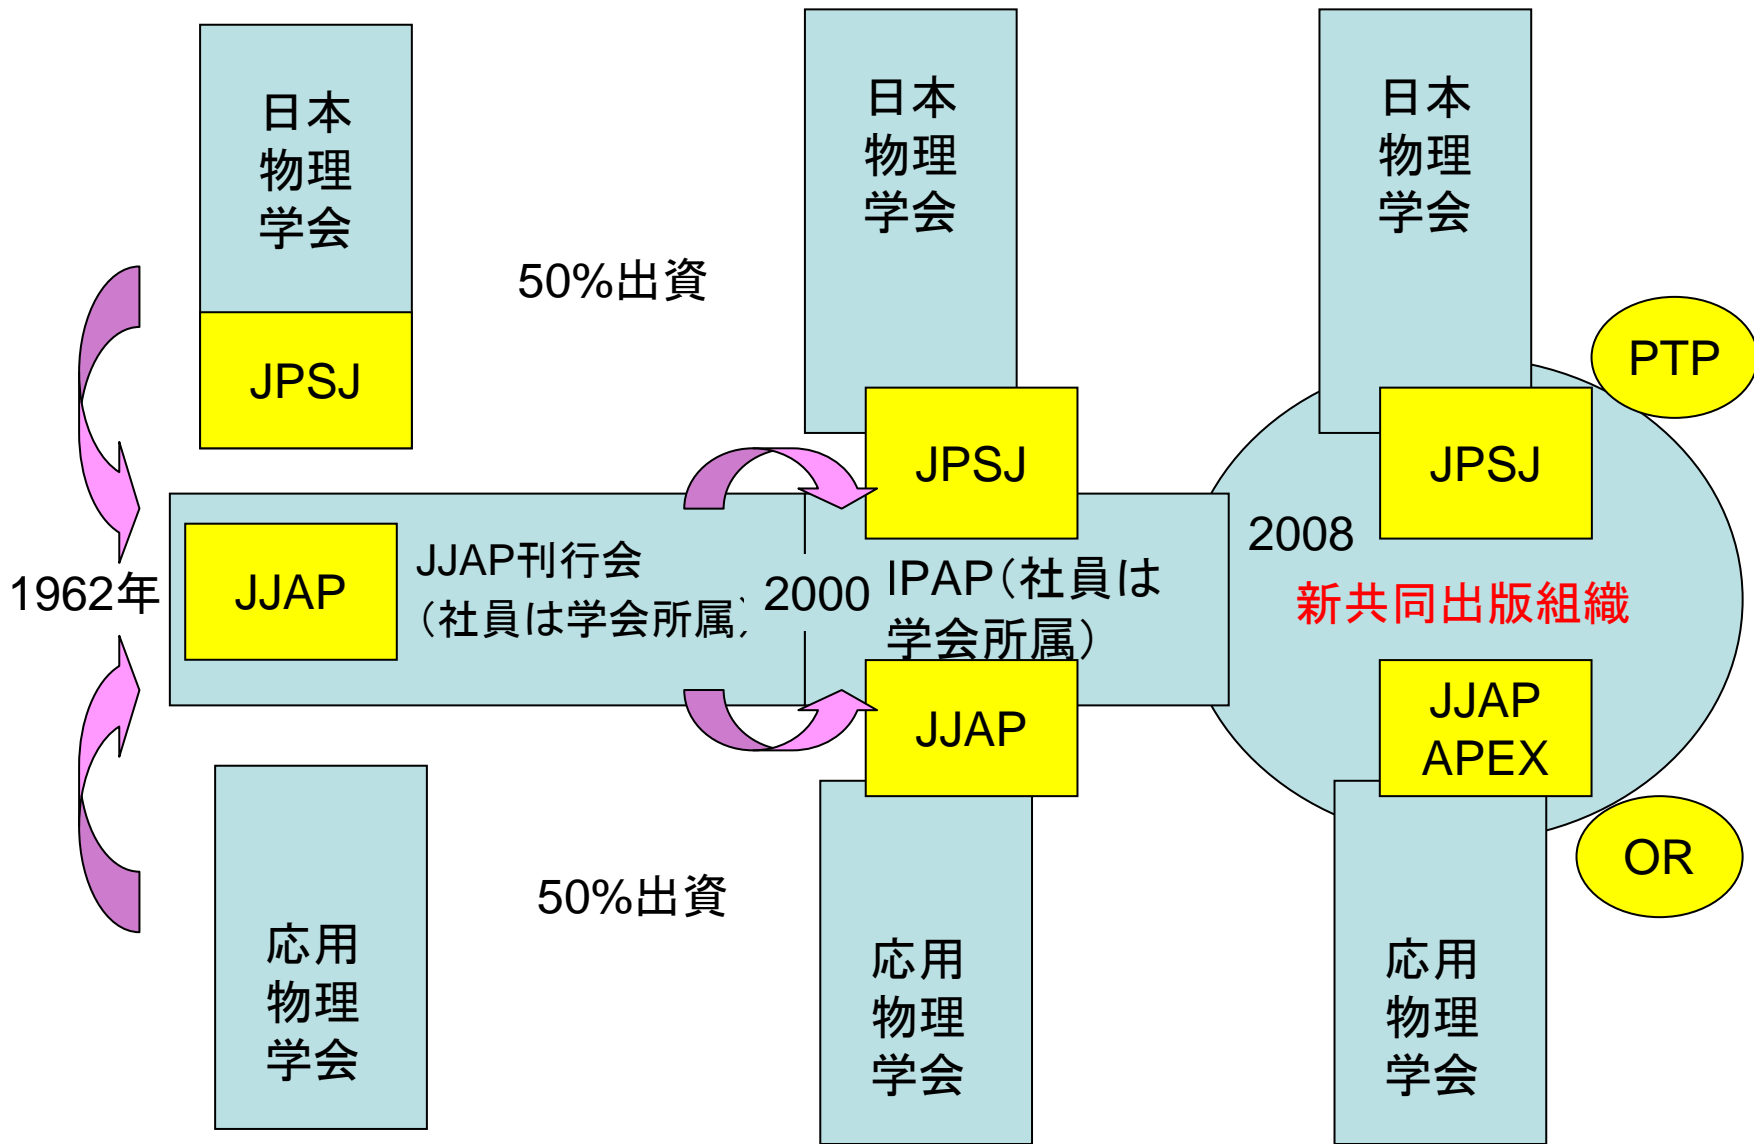 日本
物理
学会
JPSJ
50%出資
1962年
JJAP
JJAP刊行会
（社員は学会所属）
応用
物理
学会
50%出資
日本
物理
学会
JPSJ
2000
IPAP（社員は
学会所属）
JJAP
応用
物理
学会
日本
物理
学会
PTP
JPSJ
2008
新共同出版組織
JJAP
APEX
OR
応用
物理
学会